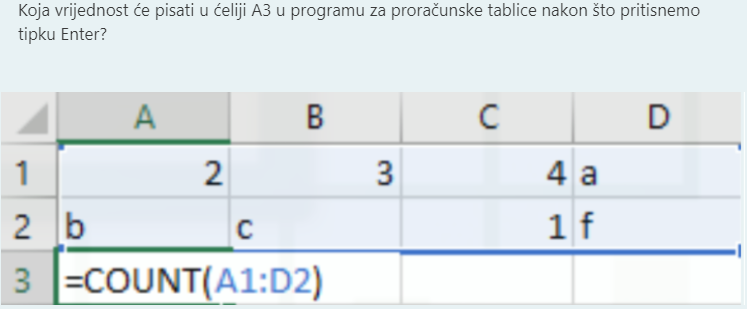 Koja vrijednost će pisati u ćeliji A3 u programu za proračunske tablice nakon što pritisnemo
tipku Enter?
A B C D
1 2 3 4 a
2 b c 1 f
3 =COUNT(A1:D2)